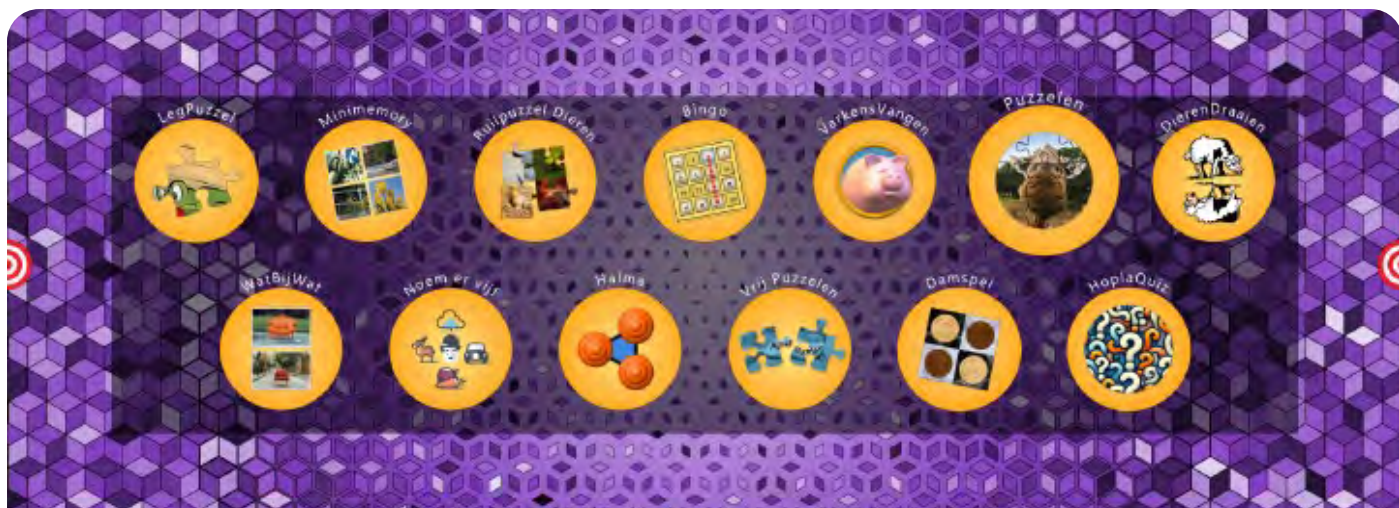 LegPuzzel
Minimemory
Ruilpuzzel Dieren
Bingo
VarkensVangen
Puzzelen
DierenDraaien
WatBijWat
Noem er vijf
Halma
Vrij Puzzelen
Damspel
HoplaQuiz